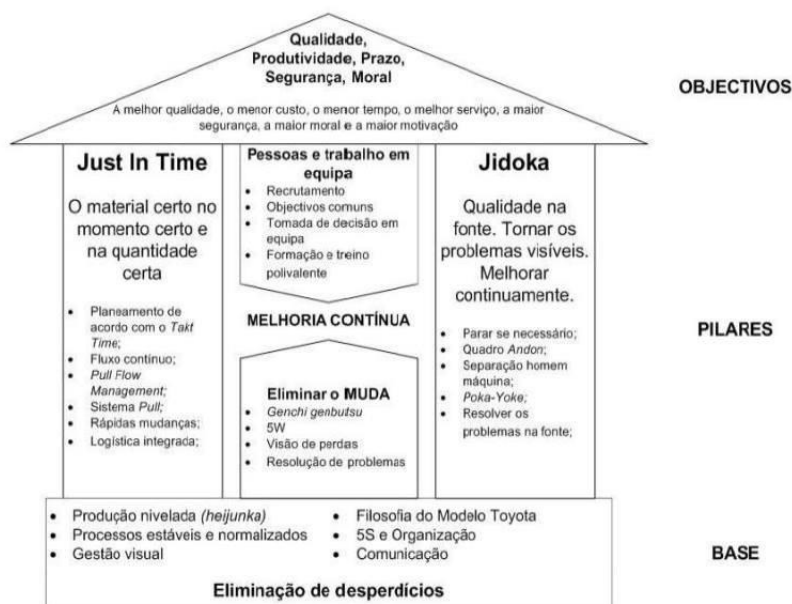 Qualidade,
Produtividade, Prazo,
Segurança, Moral
A melhor qualidade, o menor custo, o menor tempo, o melhor serviço, a maior
segurança, a maior moral e a maior motivação
OBJECTIVOS
Just In Time
O material certo no
momento certo e
na quantidade
certa
• Planeamento de
acordo com o Takt
Time;
• Fluxo continuo;
• Pull Flow
Management;
• Sistema Pull;
• Rápidas mudanças;
• Logística integrada;
Pessoas e trabalho em
equipa
• Recrutamento
• Objectivos comuns
• Tomada de decisão em
equipa
• Formação e treino
polivalente
MELHORIA CONTÍNUA
Eliminar o MUDA
• Genchi genbutsu
• 5W
• Visão de perdas
• Resolução de problemas
Jidoka
Qualidade na
fonte. Tornar os
problemas visíveis.
Melhorar
continuamente.
• Parar se necessário;
• Quadro Andon;
• Separação homem
máquina;
• Poka-Yoke;
• Resolver os
problemas na fonte;
PILARES
• Produção nivelada (heijunka)
• Processos estáveis e normalizados
• Gestão visual
• Filosofia do Modelo Toyota
• 5S e Organização
• Comunicação
Eliminação de desperdícios
BASE